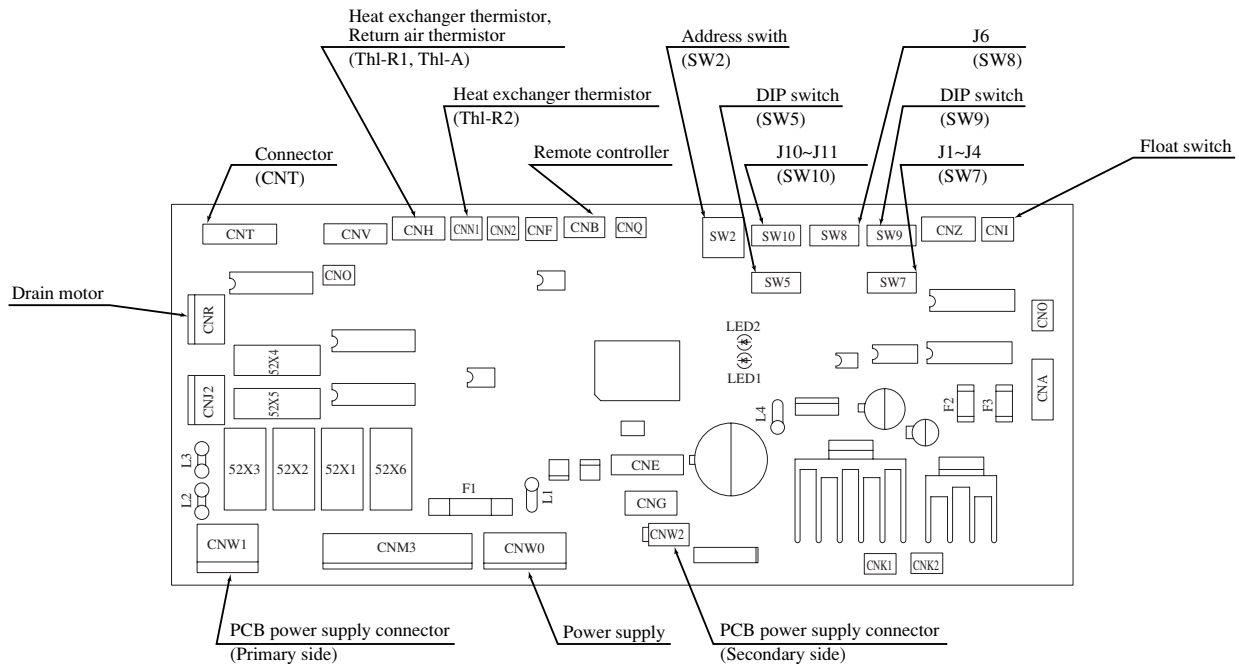 Heat exchanger thermistor,
Return air thermistor
(Thl-R1, Thl-A)
Address swith
(SW2)
J6
(SW8)
Heat exchanger thermistor
(Thl-R2)
DIP switch
(SW5)
DIP switch
(SW9)
Connector
(CNT)
Remote controller
J10~J11
(SW10)
J1~J4
(SW7)
Float switch
CNT
CNV
CNH
CNN1
CNN2
CNF
CNB
CNQ
SW2
SW10
SW8
SW9
CNZ
CNI
CNO
SW5
SW7
Drain motor
CNR
CNO
LED2
52X4
LED1
CNJ2
52X5
L4
F2
F3
CNA
L3
52X3
52X2
52X1
52X6
CNE
L2
F1
L1
CNG
CNW1
CNM3
CNW0
CNW2
CNK1
CNK2
PCB power supply connector
(Primary side)
Power supply
PCB power supply connector
(Secondary side)